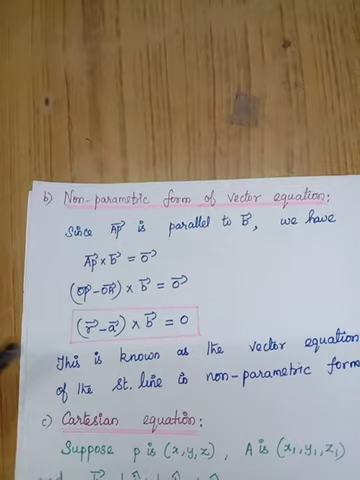 b) Non-parametric form of vector equation:
Since AP⃗ is parallel to b⃗, we have
AP⃗ × b⃗ = 0⃗
(OP⃗ - OA⃗) × b⃗ = 0⃗
(r⃗ - a⃗) × b⃗ = 0
This is known as the vector equation
of the St. line in non-parametric form
c) Cartesian equation:
Suppose P is (x, y, z), A is (x₁, y₁, z₁)